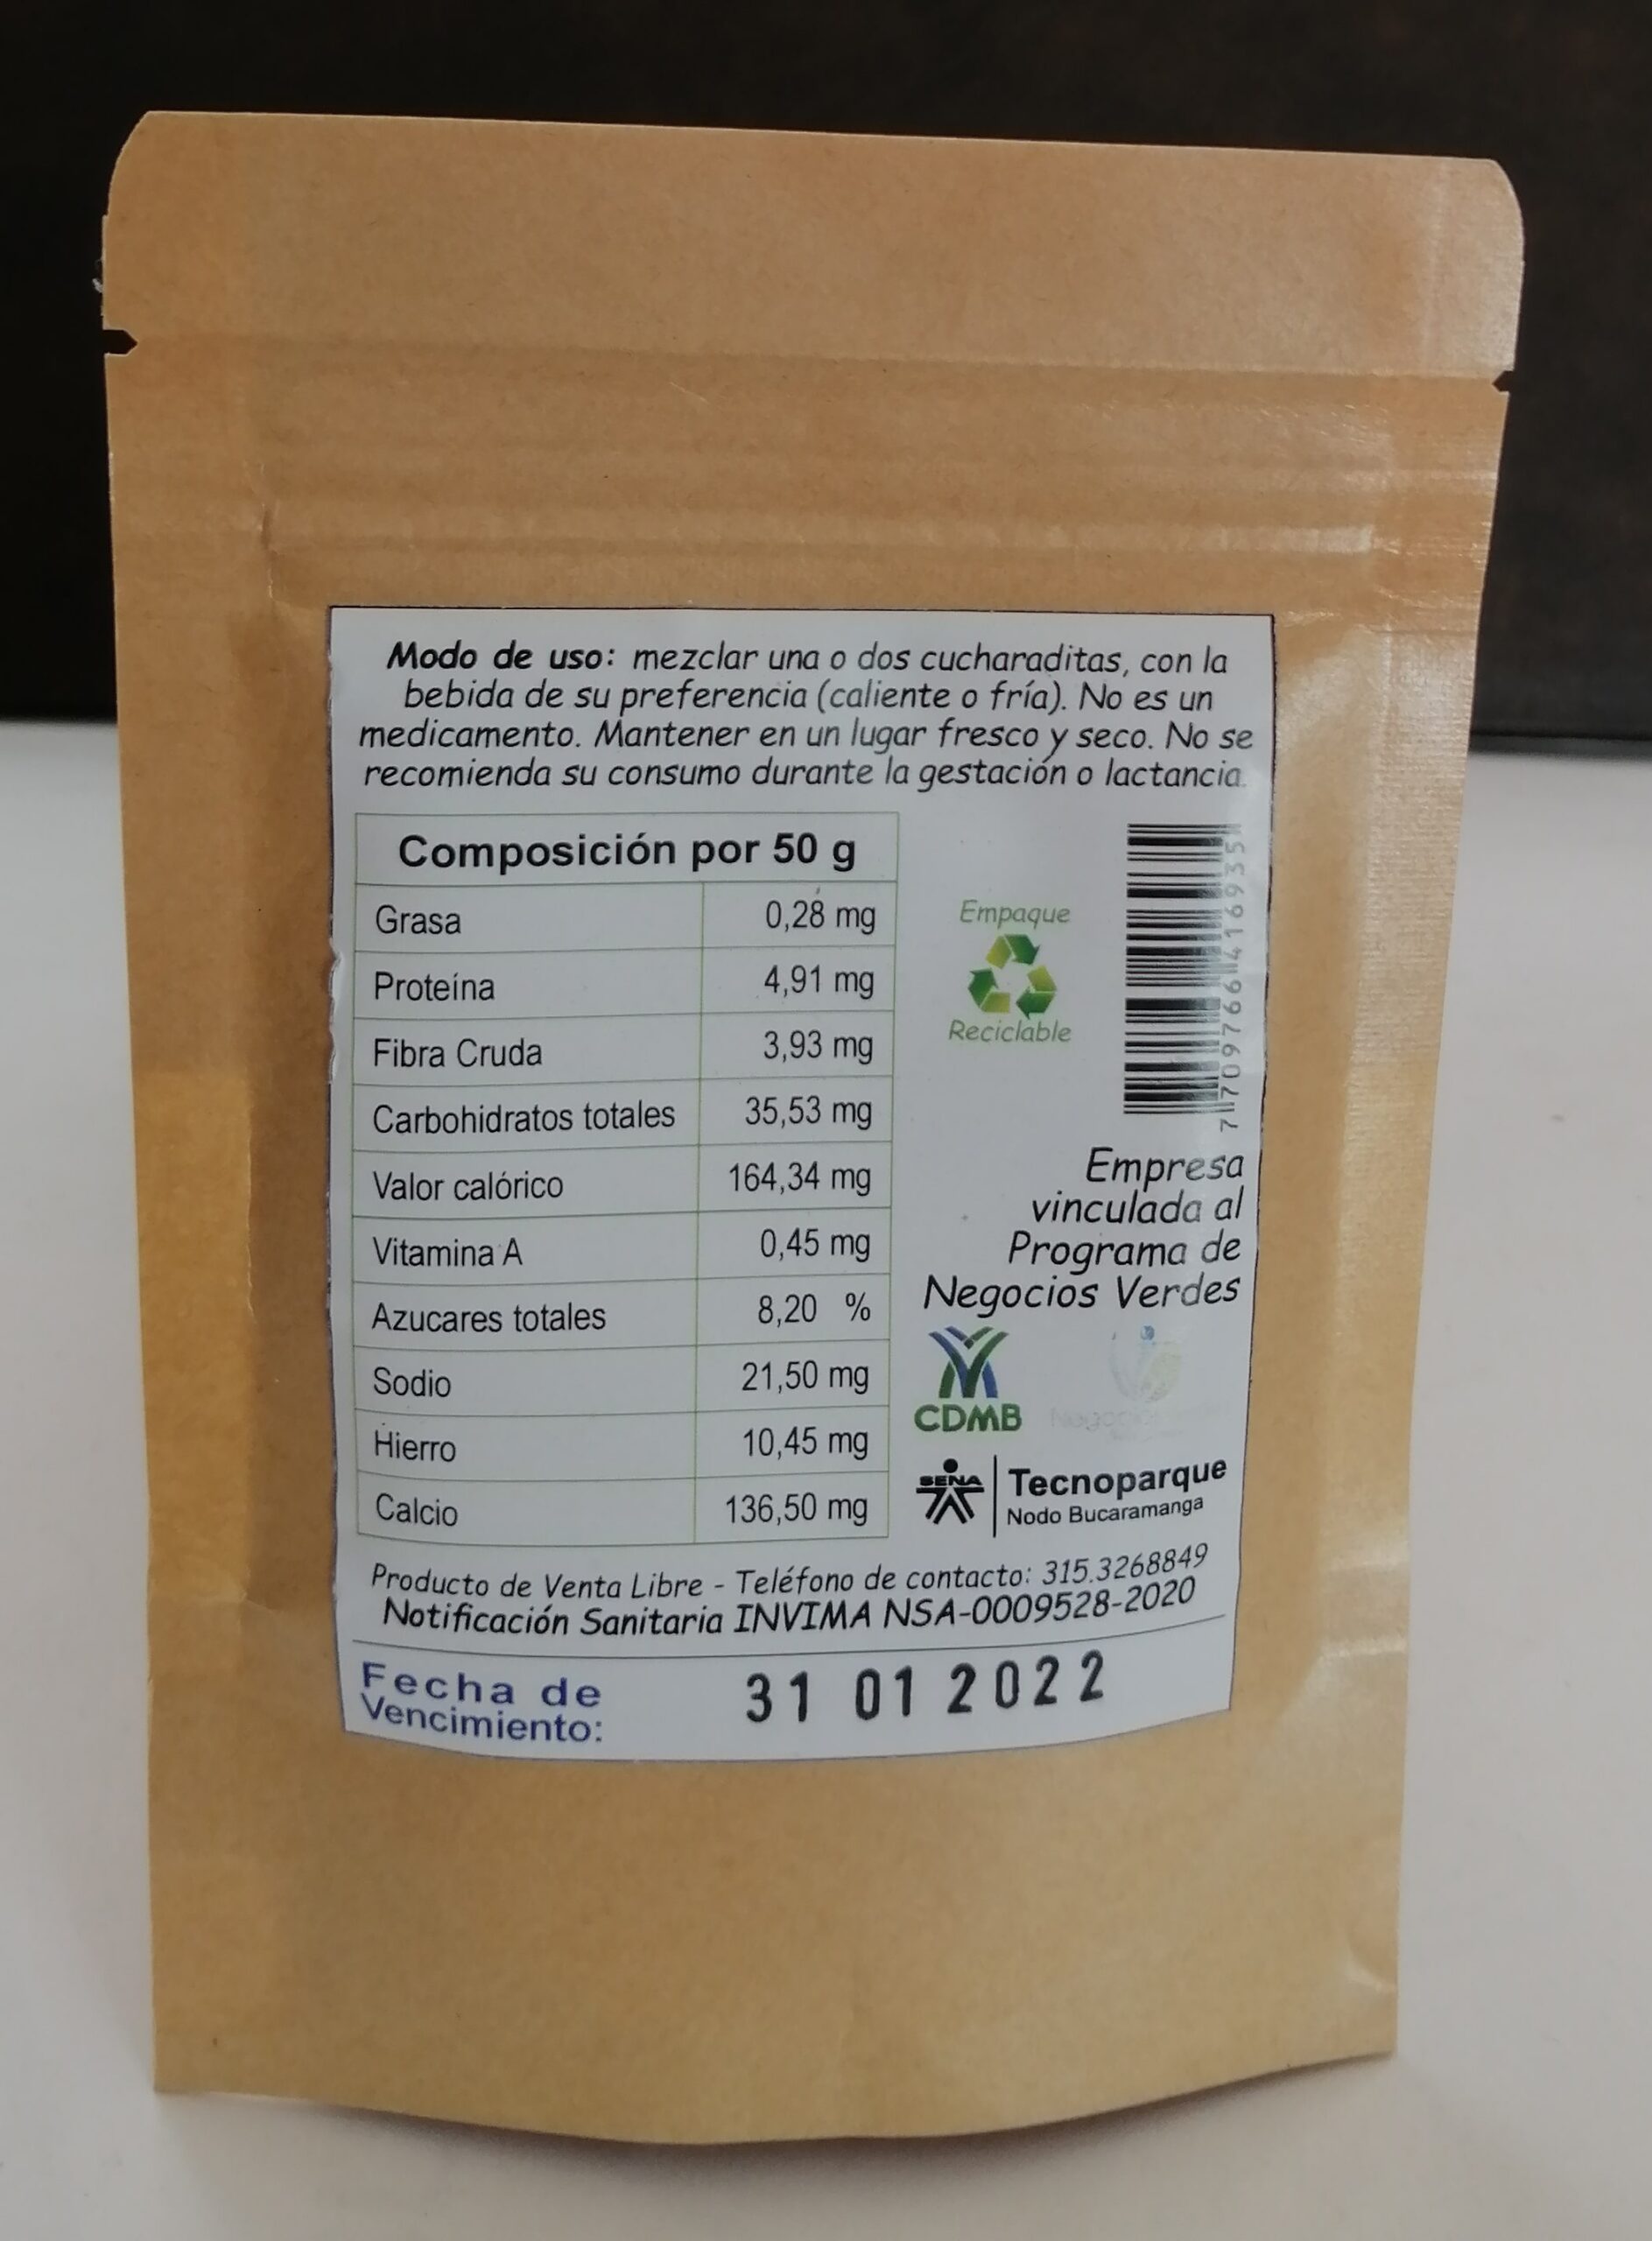 Modo de uso: mezclar una o dos cucharaditas, con la
bebida de su preferencia (caliente o fría). No es un
medicamento. Mantener en un lugar fresco y seco. No se
recomienda su consumo durante la gestación o lactancia.
Composición por 50 g
Grasa 0,28 mg
Proteína 4,91 mg
Fibra Cruda 3,93 mg
Carbohidratos totales 35,53 mg
Valor calórico 164,34 mg
Vitamina A 0,45 mg
Azucares totales 8,20 %
Sodio 21,50 mg
Hierro 10,45 mg
Calcio 136,50 mg
Empaque
Reciclable
7709766416935
Empresa
vinculada al
Programa de
Negocios Verdes
CDMB
SENA
Tecnoparque
Nodo Bucaramanga
Producto de Venta Libre - Teléfono de contacto: 315.3268849
Notificación Sanitaria INVIMA NSA-0009528-2020
Fecha de
Vencimiento:
31 01 2022